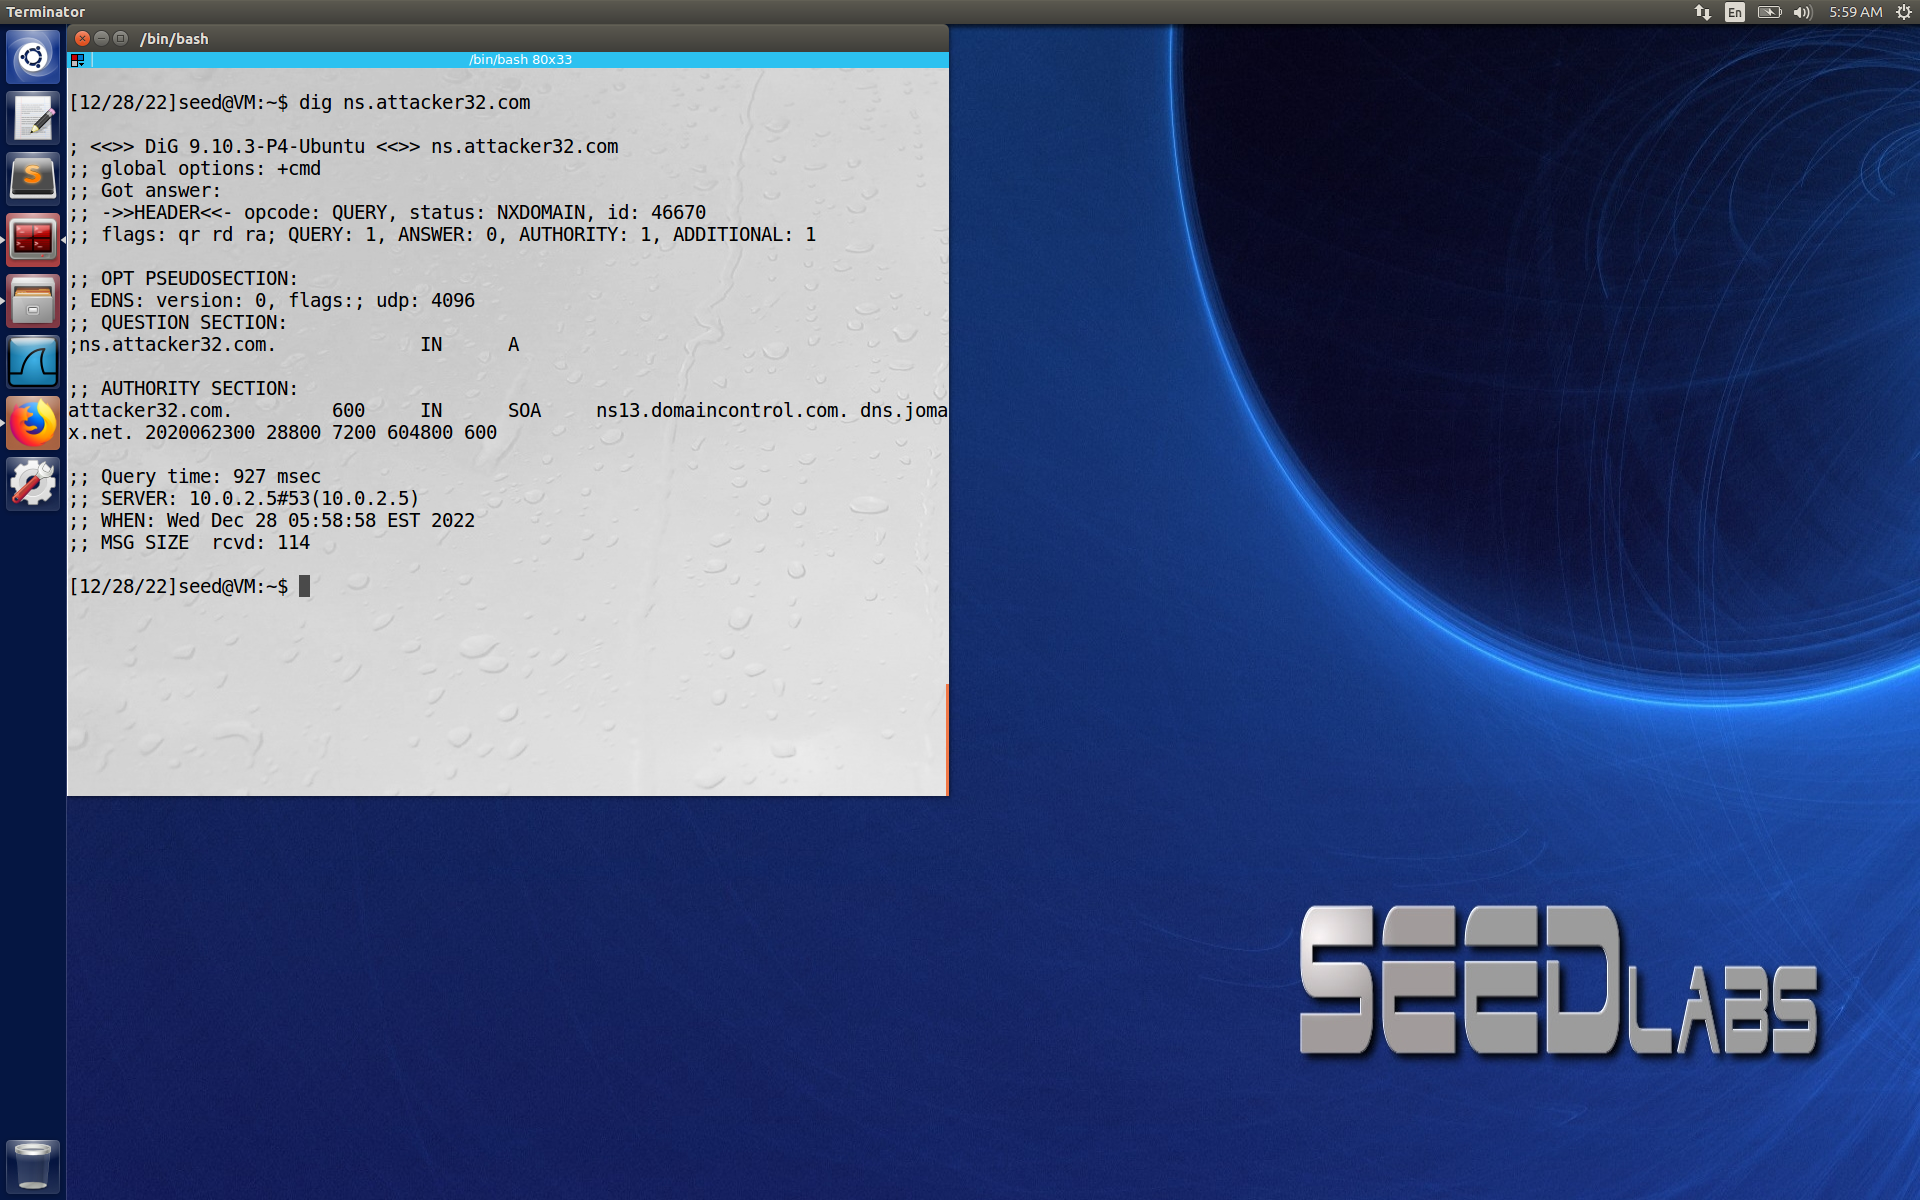 Terminator
En
5:59 AM
/bin/bash
/bin/bash 80x33
[12/28/22]seed@VM:~$ dig ns.attacker32.com
; <<>> DiG 9.10.3-P4-Ubuntu <<>> ns.attacker32.com
;; global options: +cmd
;; Got answer:
;; ->>HEADER<<- opcode: QUERY, status: NXDOMAIN, id: 46670
;; flags: qr rd ra; QUERY: 1, ANSWER: 0, AUTHORITY: 1, ADDITIONAL: 1
;; OPT PSEUDOSECTION:
; EDNS: version: 0, flags:; udp: 4096
;; QUESTION SECTION:
;ns.attacker32.com. IN A
;; AUTHORITY SECTION:
attacker32.com. 600 IN SOA ns13.domaincontrol.com. dns.joma
x.net. 2020062300 28800 7200 604800 600
;; Query time: 927 msec
;; SERVER: 10.0.2.5#53(10.0.2.5)
;; WHEN: Wed Dec 28 05:58:58 EST 2022
;; MSG SIZE rcvd: 114
[12/28/22]seed@VM:~$
SEEDLABS